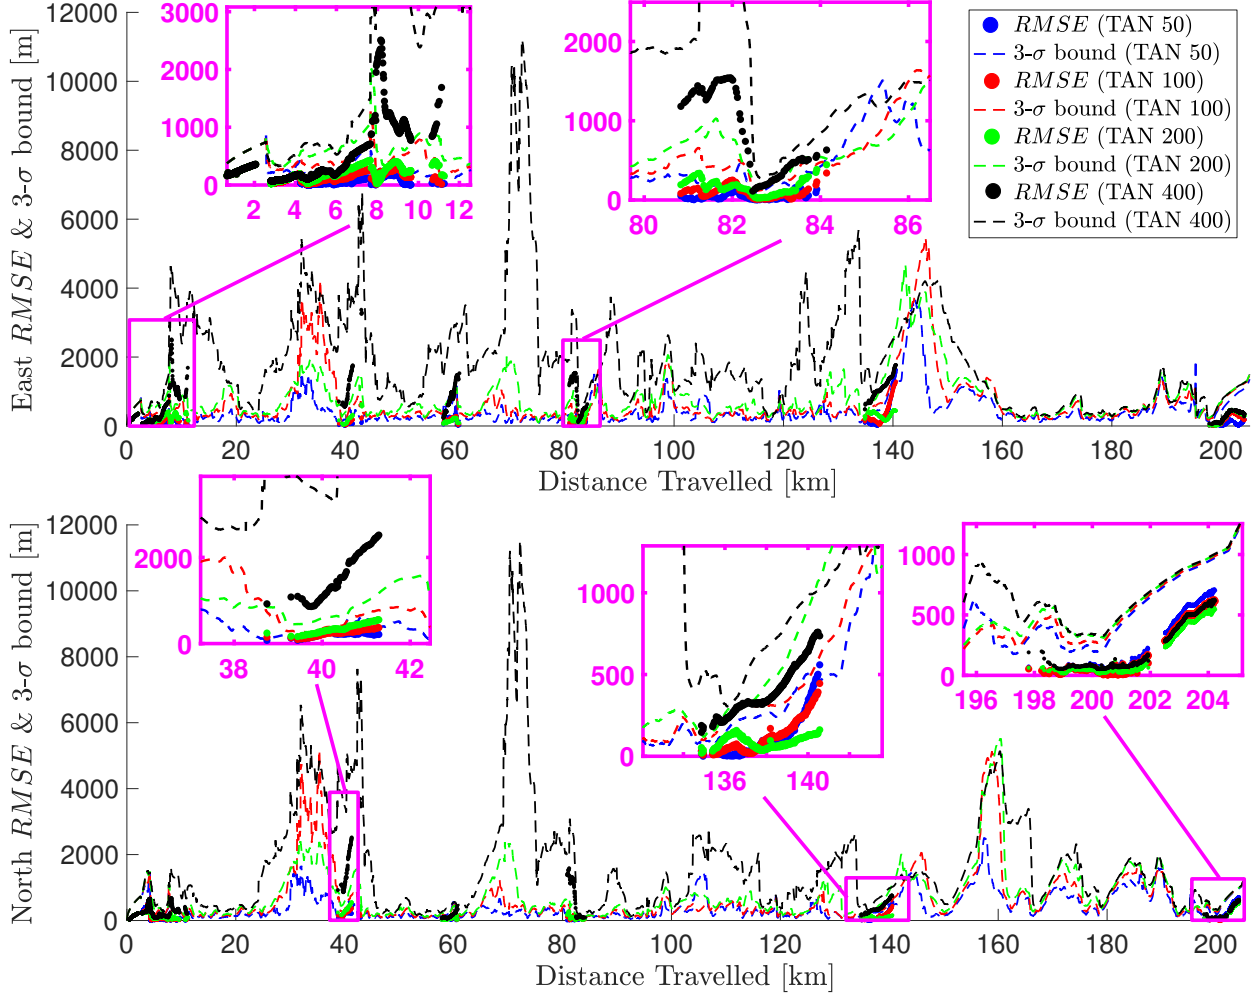 12000
10000
8000
6000
4000
2000
0
East RMSE & 3-σ bound [m]
0 20 40 60 80 100 120 140 160 180 200
Distance Travelled [km]
3000
2000
1000
0
2 4 6 8 10 12
2000
1000
0
80 82 84 86
RMSE (TAN 50)
3-σ bound (TAN 50)
RMSE (TAN 100)
3-σ bound (TAN 100)
RMSE (TAN 200)
3-σ bound (TAN 200)
RMSE (TAN 400)
3-σ bound (TAN 400)
12000
10000
8000
6000
4000
2000
0
North RMSE & 3-σ bound [m]
0 20 40 60 80 100 120 140 160 180 200
Distance Travelled [km]
2000
0
38 40 42
1000
500
0
136 140
1000
500
0
196 198 200 202 204